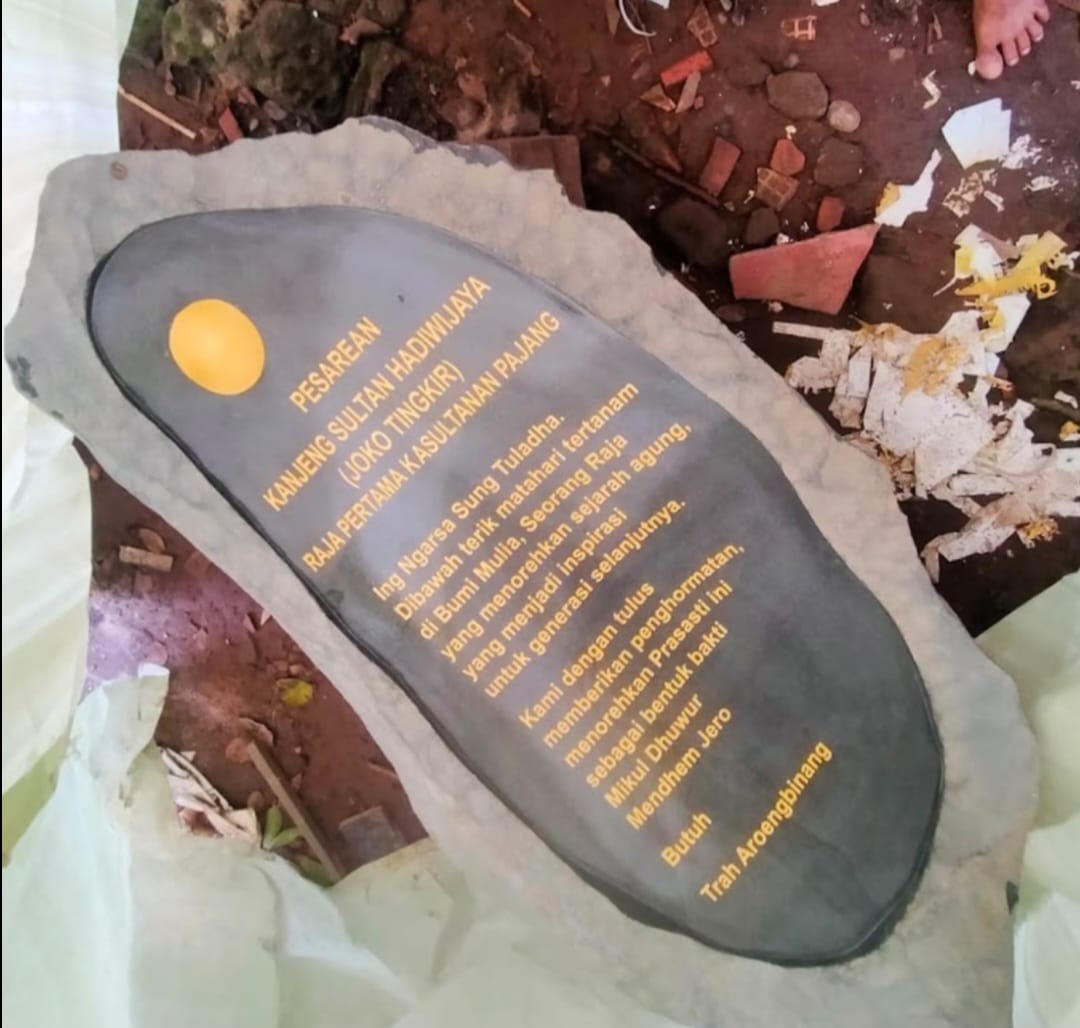 PESAREAN
KANJENG SULTAN HADIWIJAYA
(JOKO TINGKIR)
RAJA PERTAMA KASULTANAN PAJANG
Ing Ngarsa Sung Tuladha.
Dibawah terik matahari tertanam
di Bumi Mulia, Seorang Raja
yang menorehkan sejarah agung,
yang menjadi inspirasi
untuk generasi selanjutnya.
Kami dengan tulus
memberikan penghormatan,
menorehkan Prasasti ini
sebagai bentuk bakti
Mikul Dhuwur
Mendhem Jero
Butuh
Trah Aroengbinang